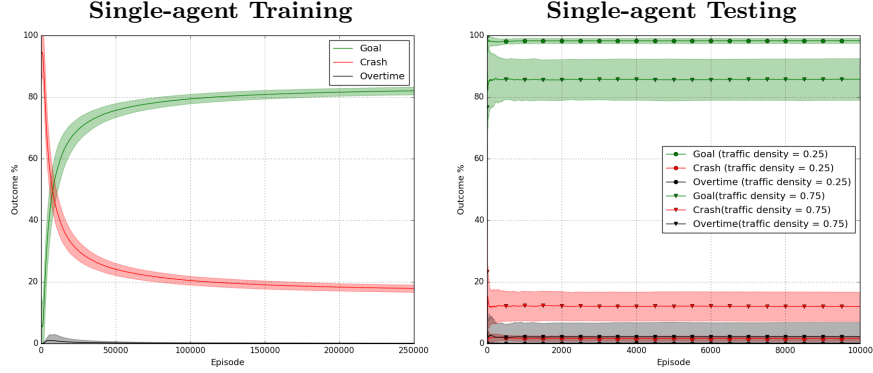 Single-agent Training
Single-agent Testing
100
80
60
40
20
0
Outcome %
0
50000
100000
150000
200000
250000
Episode
Goal
Crash
Overtime
100
80
60
40
20
0
Outcome %
0
2000
4000
6000
8000
10000
Episode
Goal (traffic density = 0.25)
Crash (traffic density = 0.25)
Overtime (traffic density = 0.25)
Goal(traffic density = 0.75)
Crash(traffic density = 0.75)
Overtime(traffic density = 0.75)